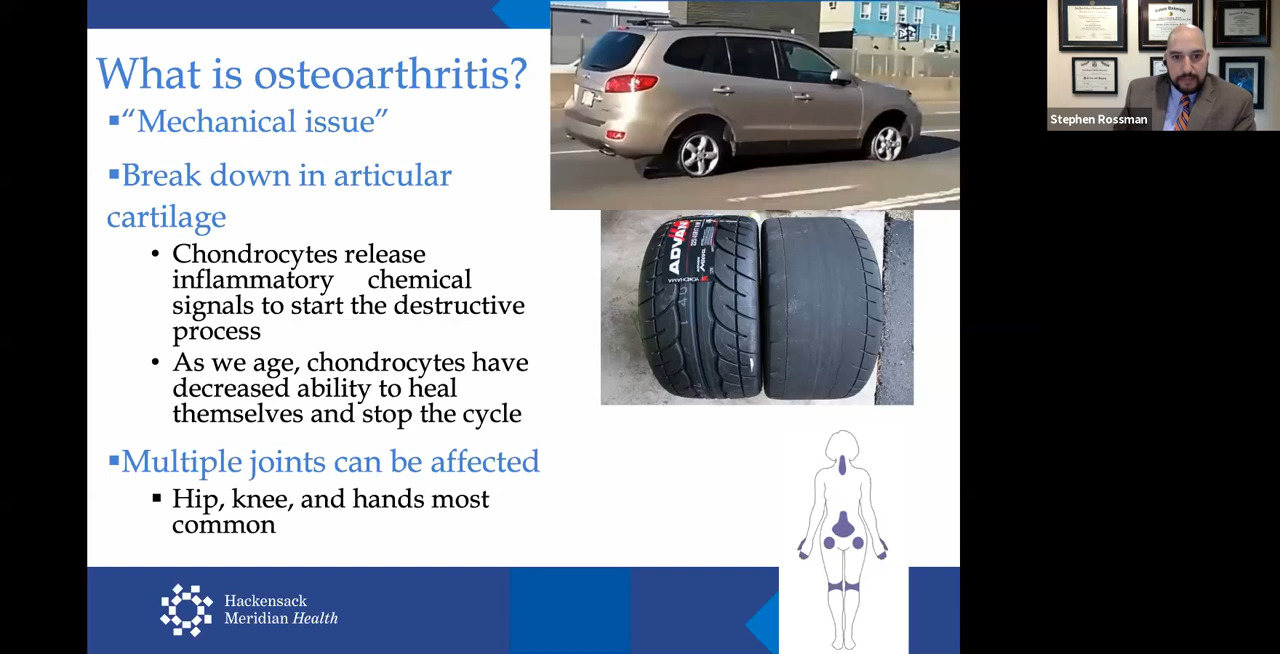 What is osteoarthritis?
▪“Mechanical issue”
▪Break down in articular
cartilage
• Chondrocytes release
inflammatory chemical
signals to start the destructive
process
• As we age, chondrocytes have
decreased ability to heal
themselves and stop the cycle
▪Multiple joints can be affected
▪ Hip, knee, and hands most
common
ADVAN
YOKOHAMA
Hackensack
Meridian Health
Stephen Rossman